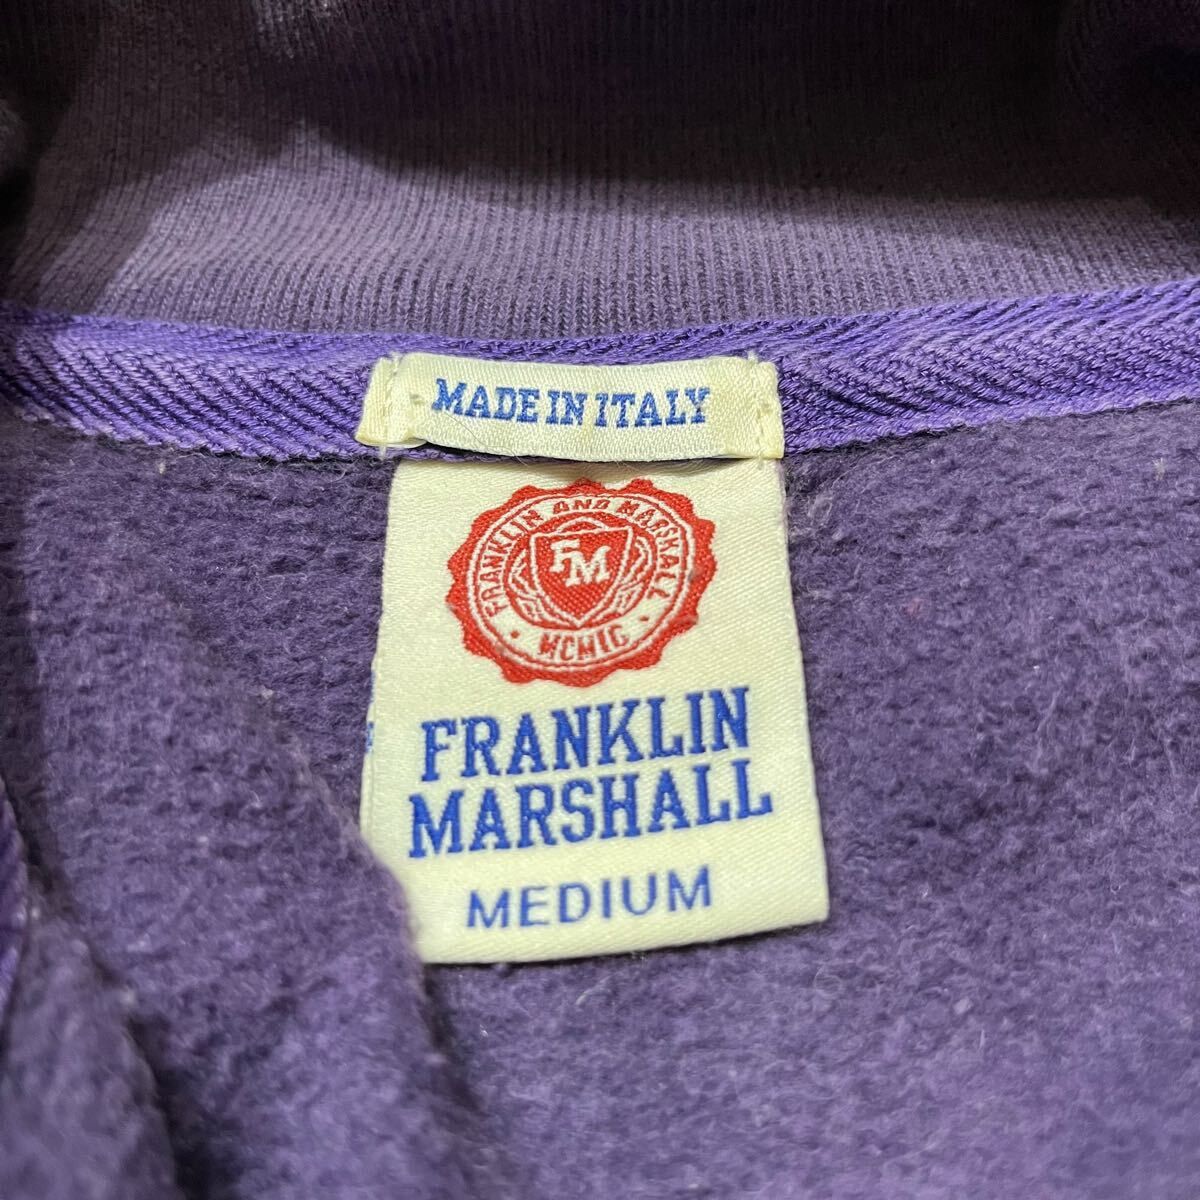 MADE IN ITALY
FRANKLIN AND MARSHALL
FM
MCMIC
FRANKLIN
MARSHALL
MEDIUM